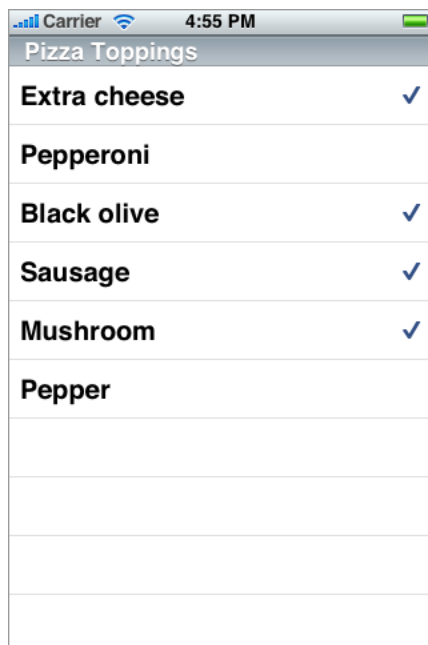 Carrier 4:55 PM
Pizza Toppings
Extra cheese
Pepperoni
Black olive
Sausage
Mushroom
Pepper